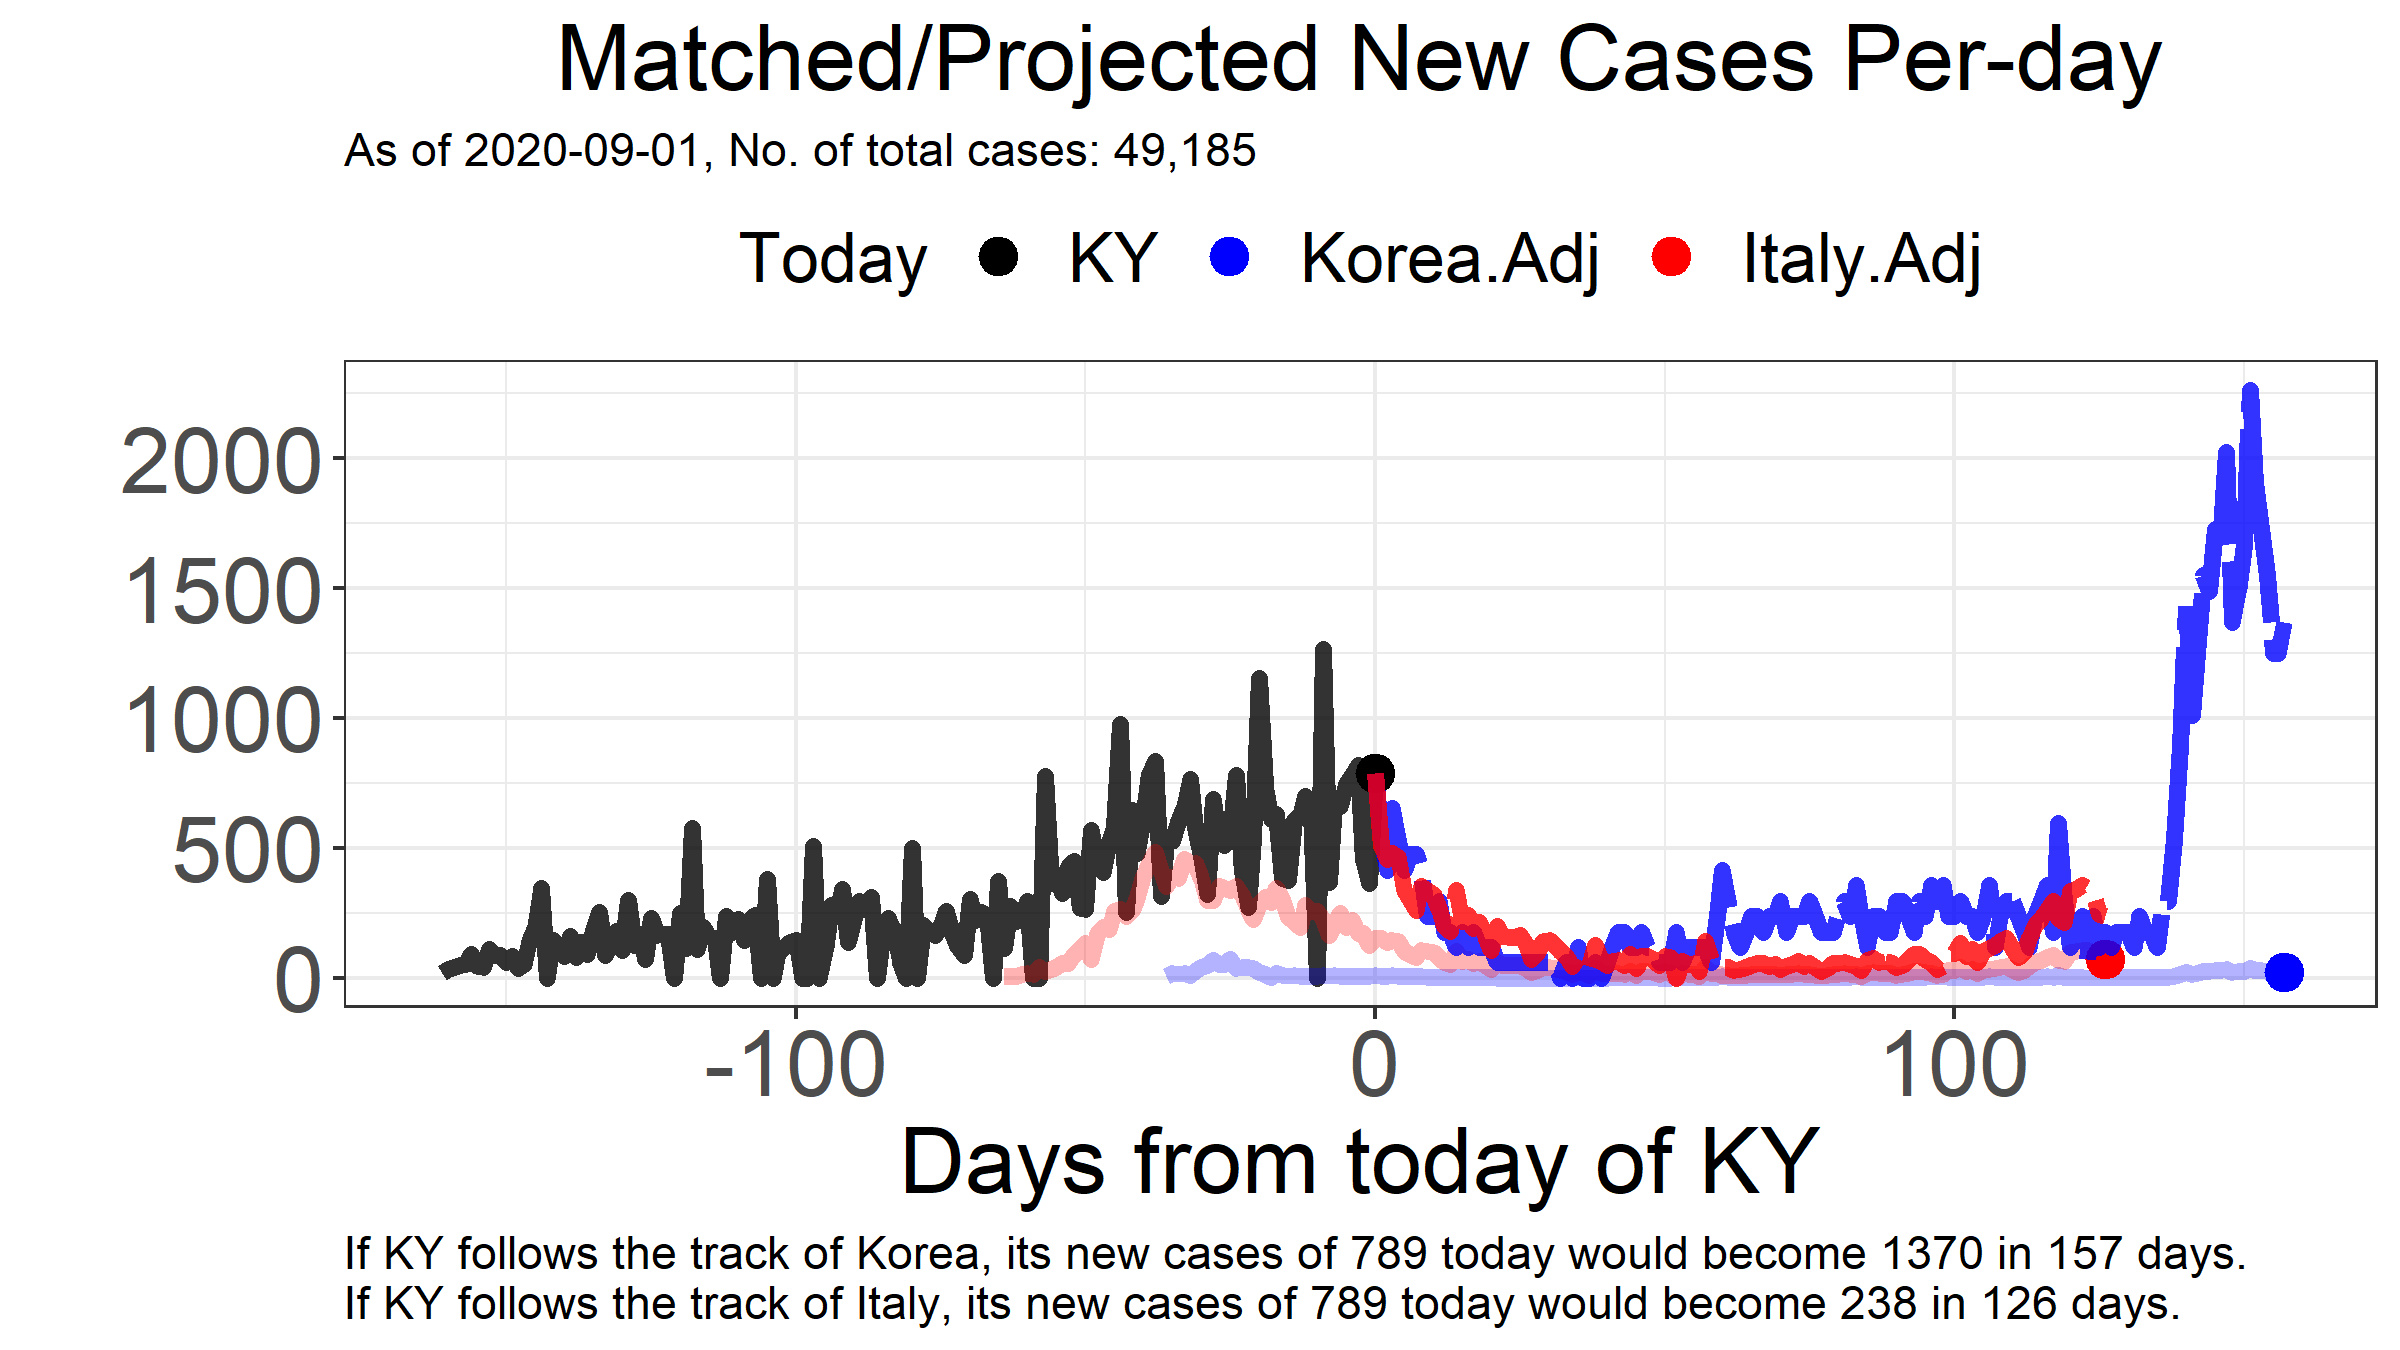 Matched/Projected New Cases Per-day
As of 2020-09-01, No. of total cases: 49,185
Today KY Korea.Adj Italy.Adj
2000
1500
1000
500
0
-100 0 100
Days from today of KY
If KY follows the track of Korea, its new cases of 789 today would become 1370 in 157 days.
If KY follows the track of Italy, its new cases of 789 today would become 238 in 126 days.